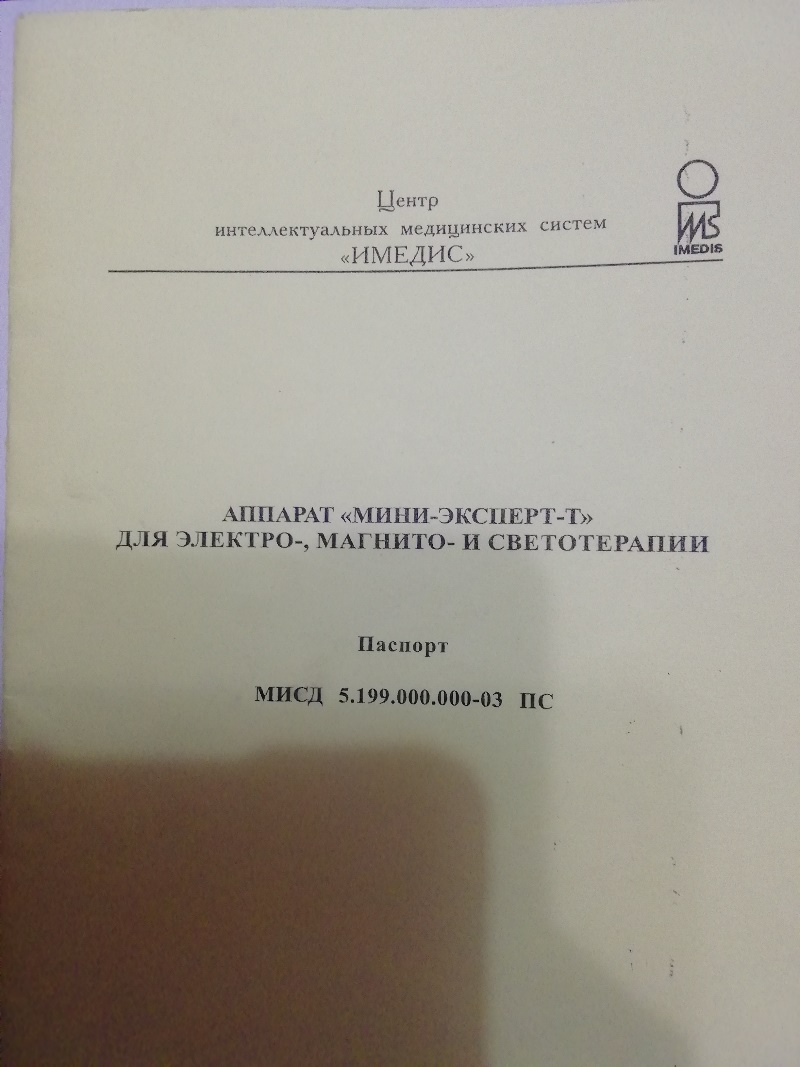 Центр
интеллектуальных медицинских систем
«ИМЕДИС»
IMS
IMEDIS
АППАРАТ «МИНИ-ЭКСПЕРТ-Т»
ДЛЯ ЭЛЕКТРО-, МАГНИТО- И СВЕТОТЕРАПИИ
Паспорт
МИСД 5.199.000.000-03 ПС